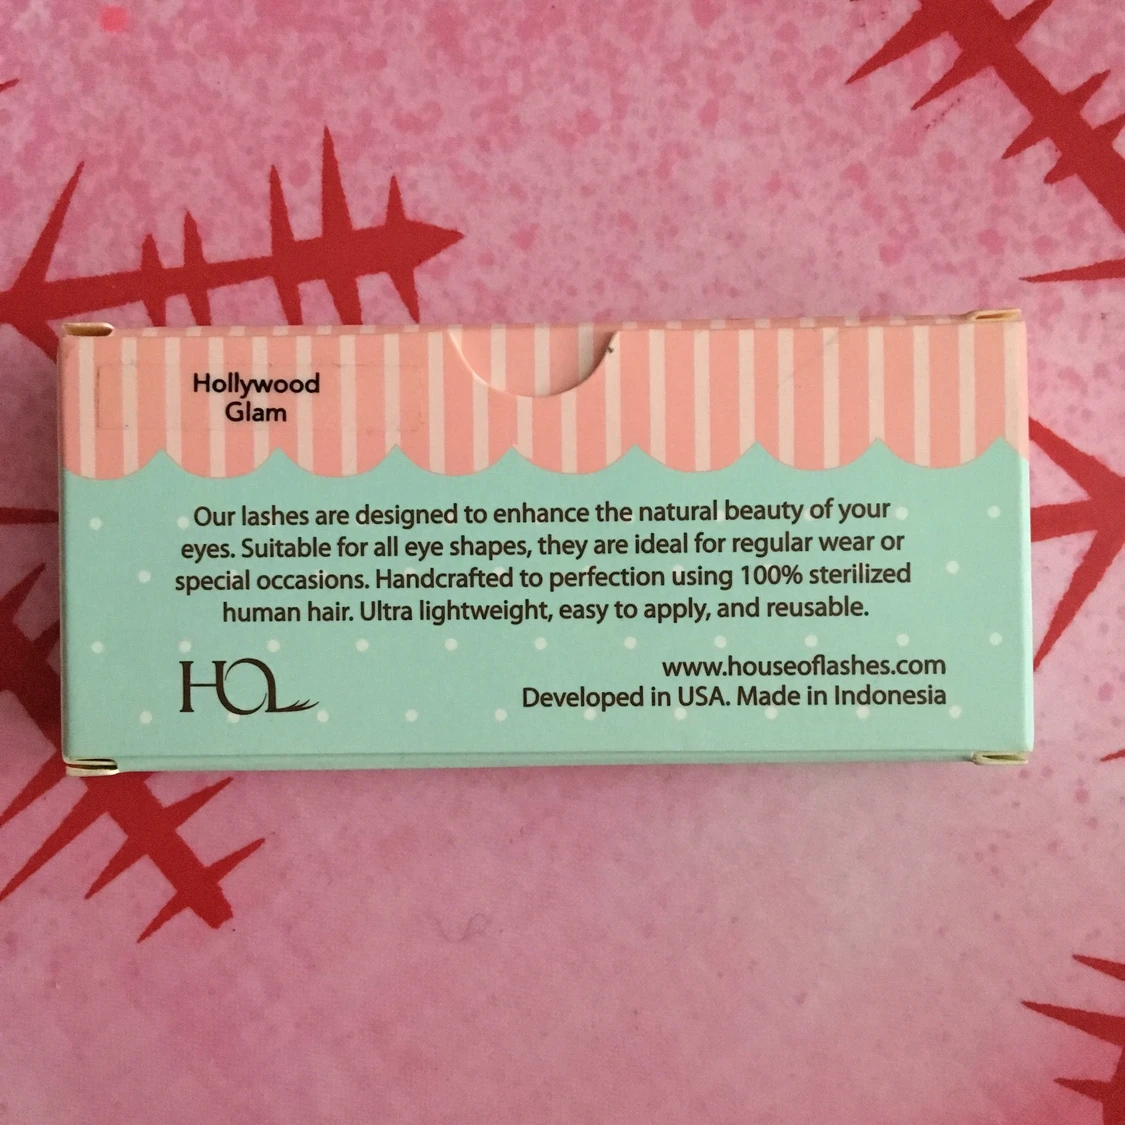 Hollywood
Glam
Our lashes are designed to enhance the natural beauty of your
eyes. Suitable for all eye shapes, they are ideal for regular wear or
special occasions. Handcrafted to perfection using 100% sterilized
human hair. Ultra lightweight, easy to apply, and reusable.
HOL
www.houseoflashes.com
Developed in USA. Made in Indonesia